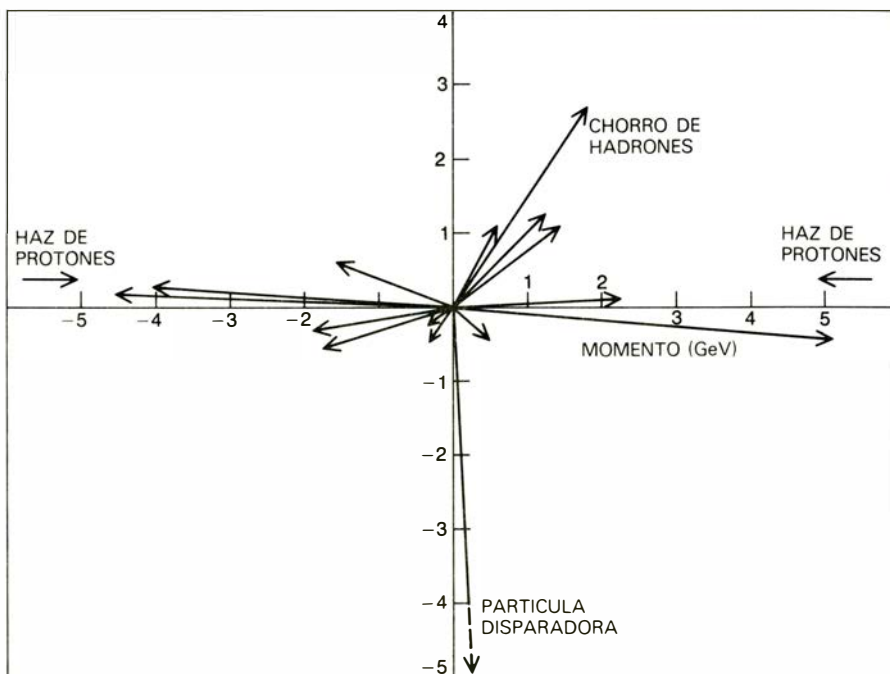 4
3
CHORRO DE
HADRONES
2
HAZ DE
PROTONES
1
HAZ DE
PROTONES
1 2
−5 −4 −3 −2 3 4 5
MOMENTO (GeV)
−1
−2
−3
−4
PARTICULA
DISPARADORA
−5